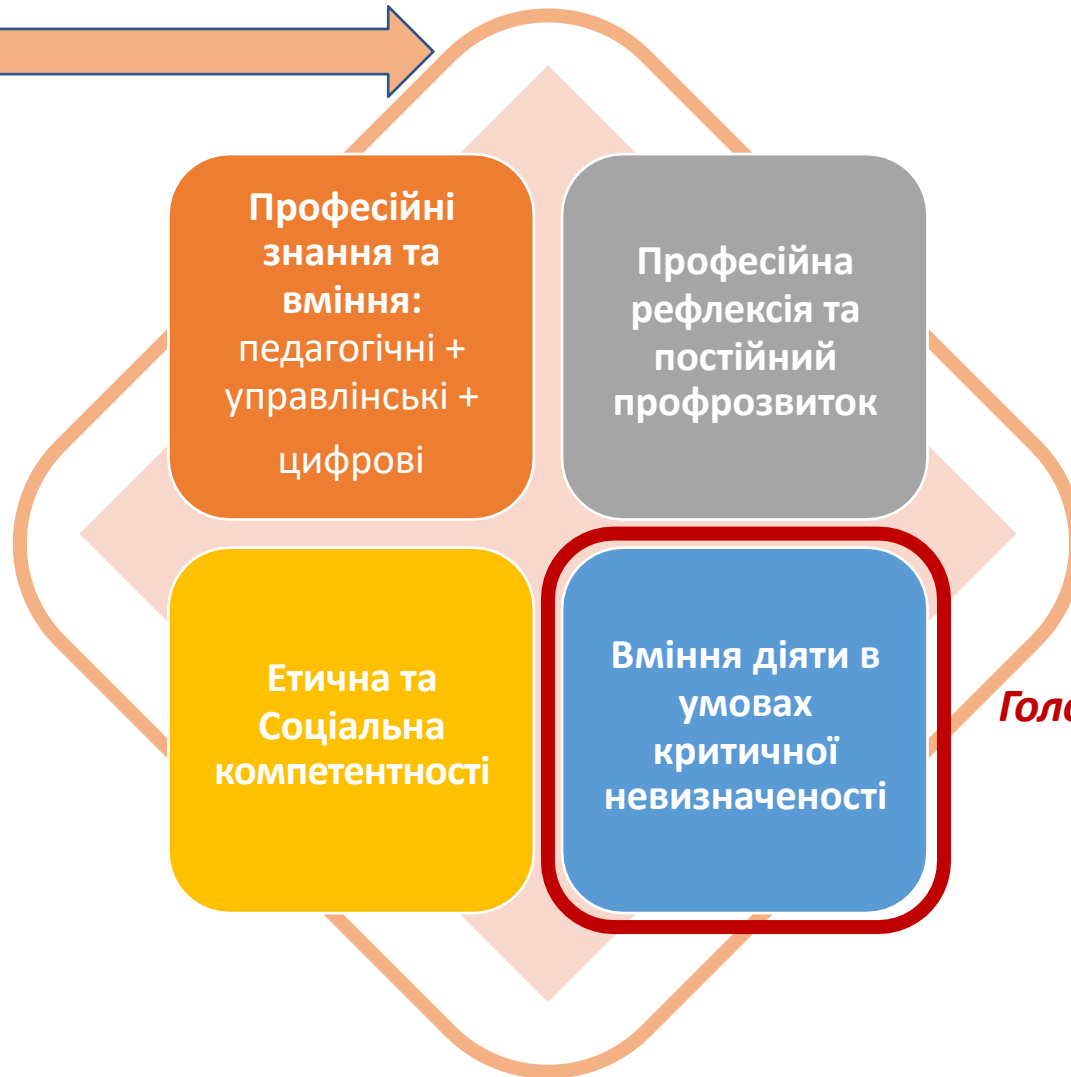 Професійні
знання та
вміння:
педагогічні +
управлінські +
цифрові
Професійна
рефлексія та
постійний
профрозвиток
Етична та
Соціальна
компетентності
Вміння діяти в
умовах
критичної
невизначеності